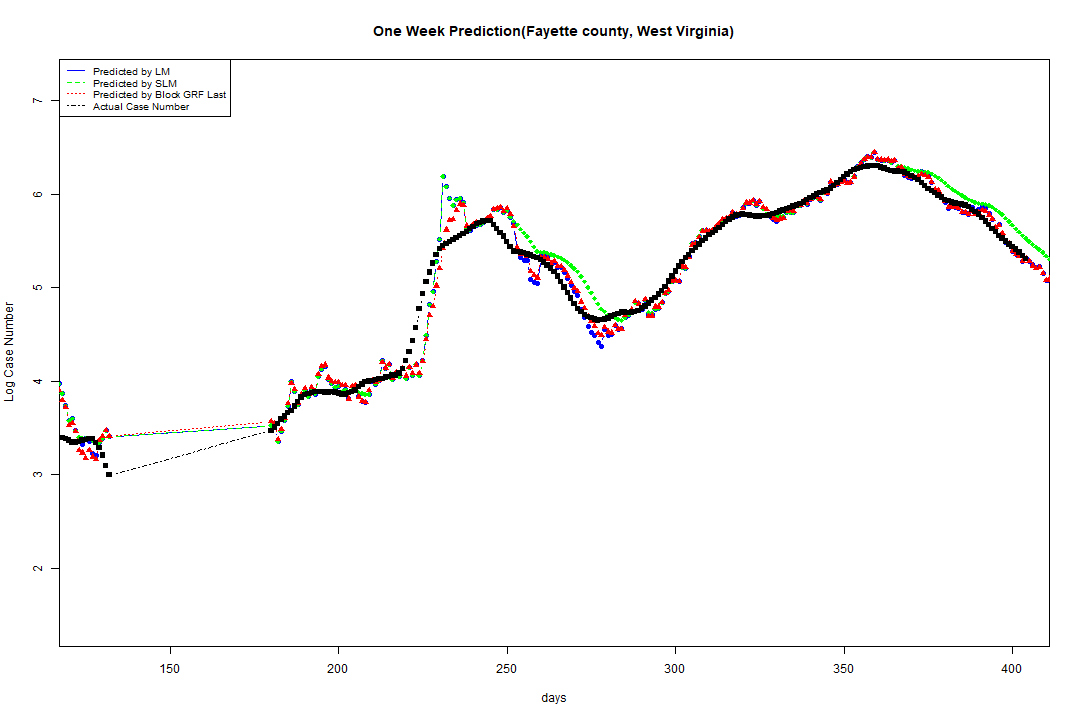 One Week Prediction(Fayette county, West Virginia)
Predicted by LM
Predicted by SLM
Predicted by Block GRF Last
Actual Case Number
7
6
5
4
3
2
Log Case Number
150 200 250 300 350 400
days